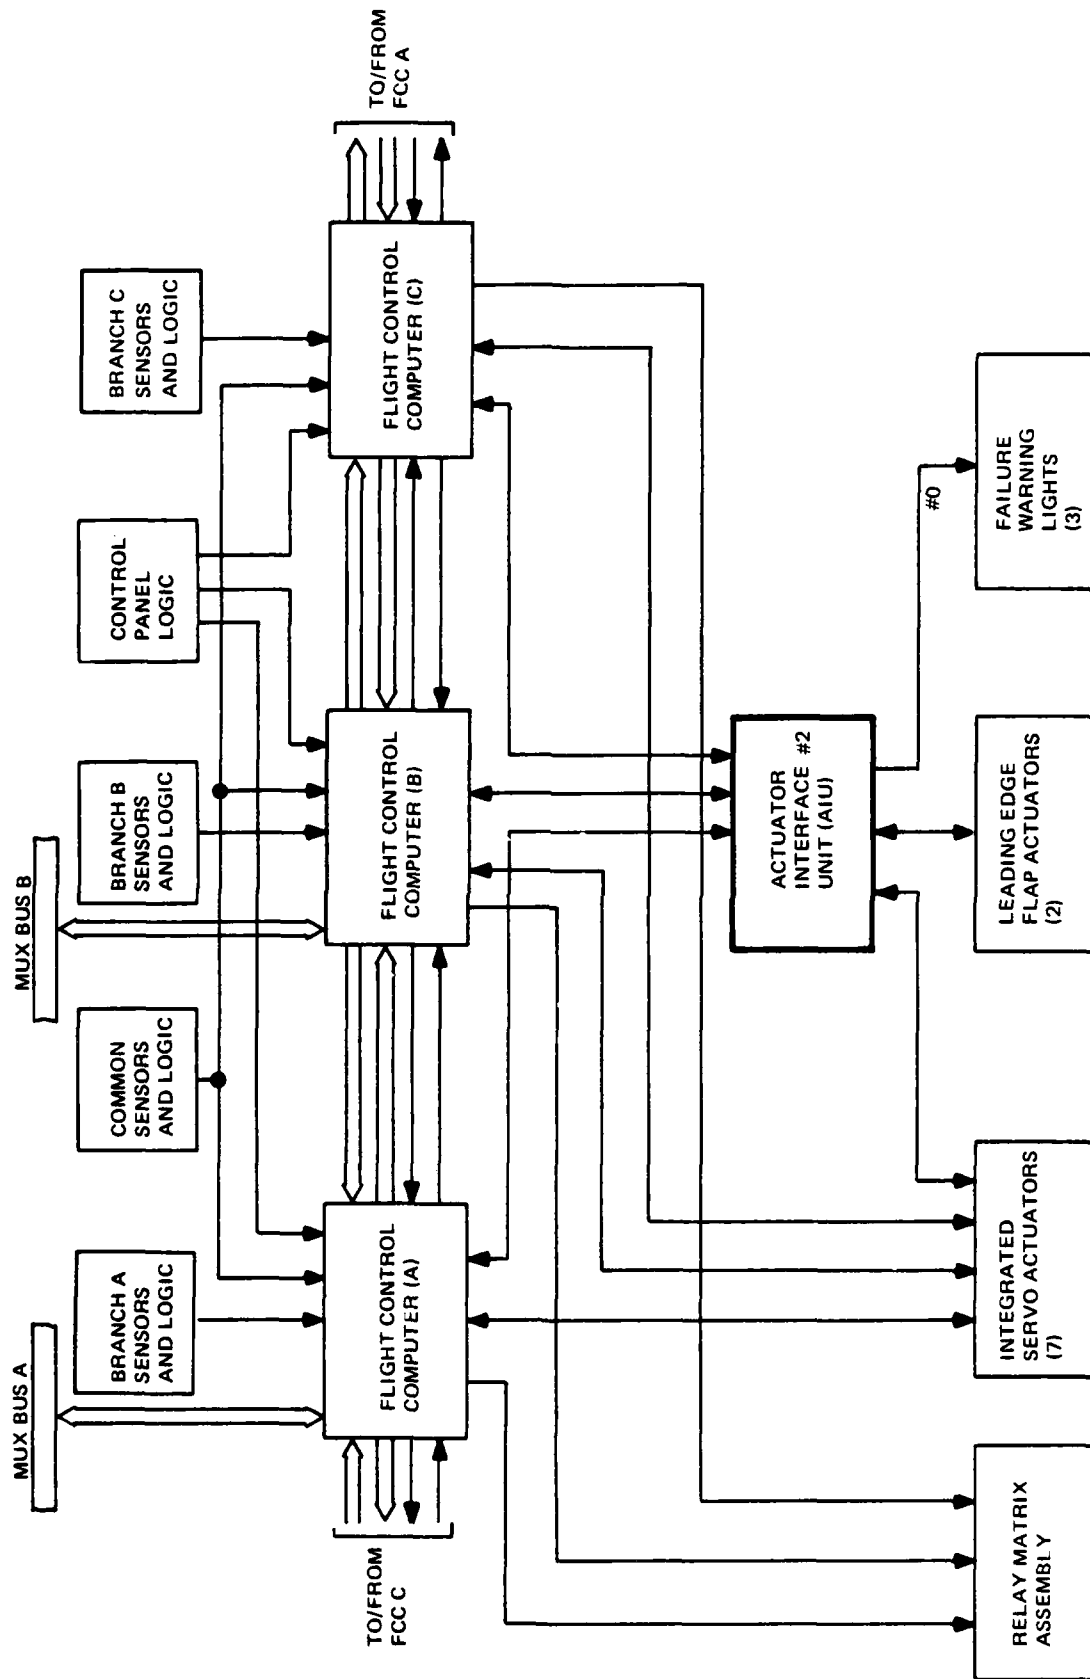 MUX BUS A
MUX BUS B
BRANCH A
SENSORS
AND LOGIC
COMMON
SENSORS
AND LOGIC
BRANCH B
SENSORS
AND LOGIC
CONTROL
PANEL
LOGIC
BRANCH C
SENSORS
AND LOGIC
TO/FROM
FCC C
FLIGHT CONTROL
COMPUTER (A)
FLIGHT CONTROL
COMPUTER (B)
FLIGHT CONTROL
COMPUTER (C)
TO/FROM
FCC A
ACTUATOR
INTERFACE #2
UNIT (AIU)
#0
RELAY MATRIX
ASSEMBLY
INTEGRATED
SERVO ACTUATORS
(7)
LEADING EDGE
FLAP ACTUATORS
(2)
FAILURE
WARNING
LIGHTS
(3)